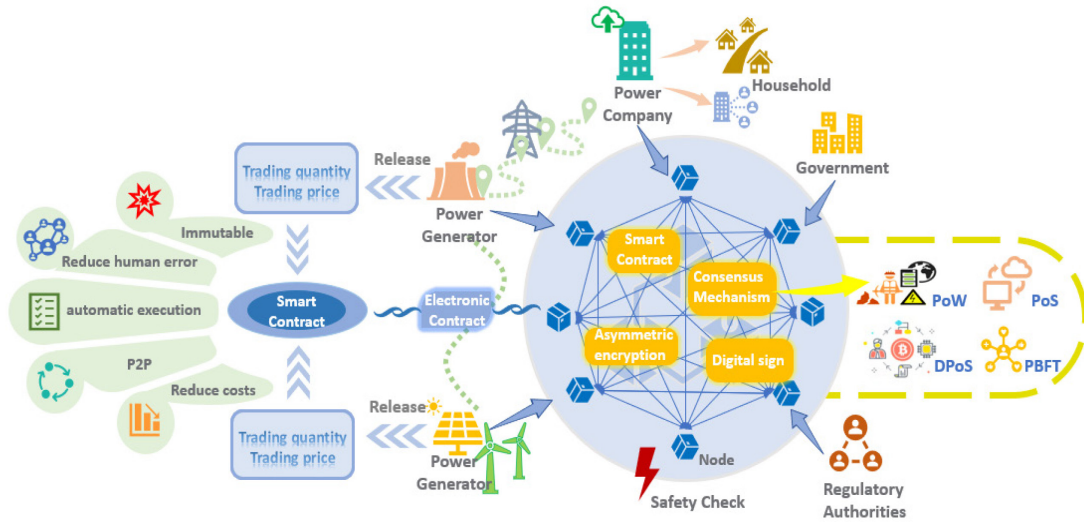 Power
Company
Household
Government
Release
Trading quantity
Trading price
Power
Generator
Immutable
Reduce human error
automatic execution
P2P
Reduce costs
Smart
Contract
Electronic
Contract
Smart
Contract
Consensus
Mechanism
Asymmetric
encryption
Digital sign
PoW
PoS
DPoS
PBFT
Release
Trading quantity
Trading price
Power
Generator
Node
Safety Check
Regulatory
Authorities